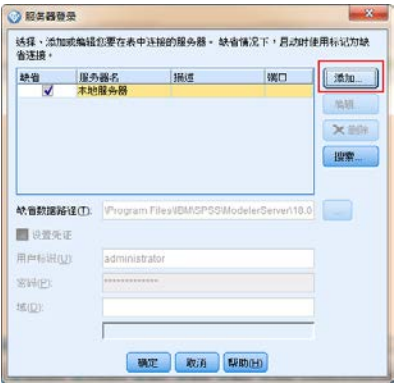 服务器登录
选择、添加或编辑您要在表中连接的服务器。 缺省情况下，启动时使用标记为缺
省连接。
缺省 服务器名 描述 端口
本地服务器
添加...
编辑
删除
搜索...
缺省数据路径(T): \Program Files\IBM\SPSS\ModelerServer\18.0
...
设置凭证
用户标识(U): administrator
密码(P): ************
域(D):
确定 取消 帮助(H)